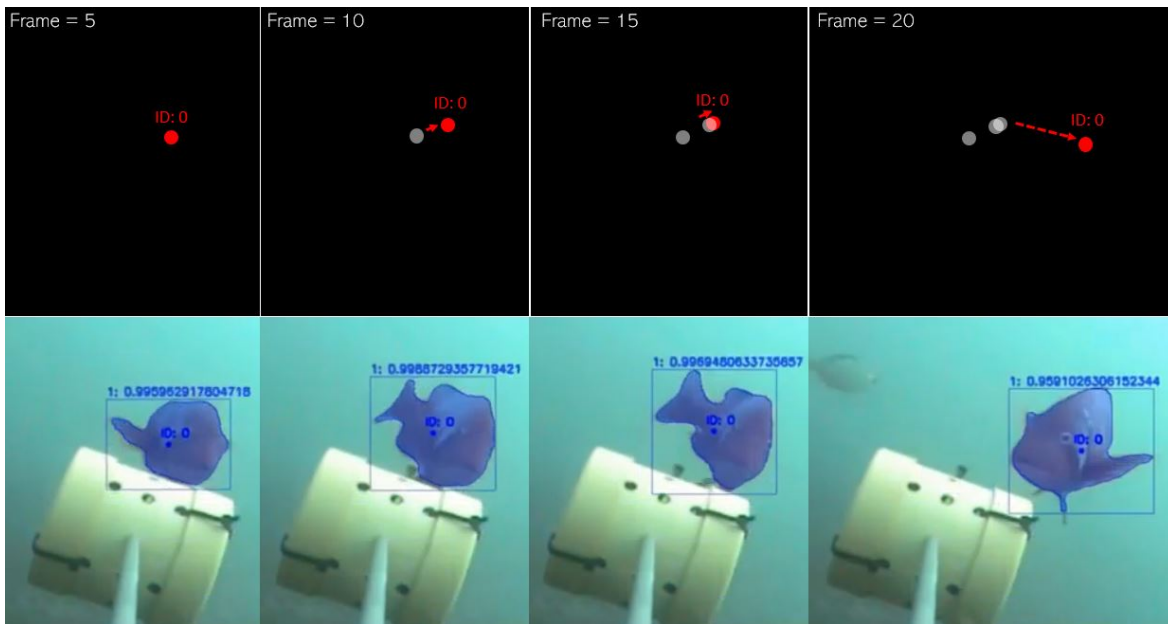 Frame = 5
Frame = 10
Frame = 15
Frame = 20
ID: 0
ID: 0
ID: 0
ID: 0
1: 0.995952917804718
1: 0.9988729357719421
1: 0.9969480633735657
1: 0.9591026306152344
ID: 0
ID: 0
ID: 0
ID: 0